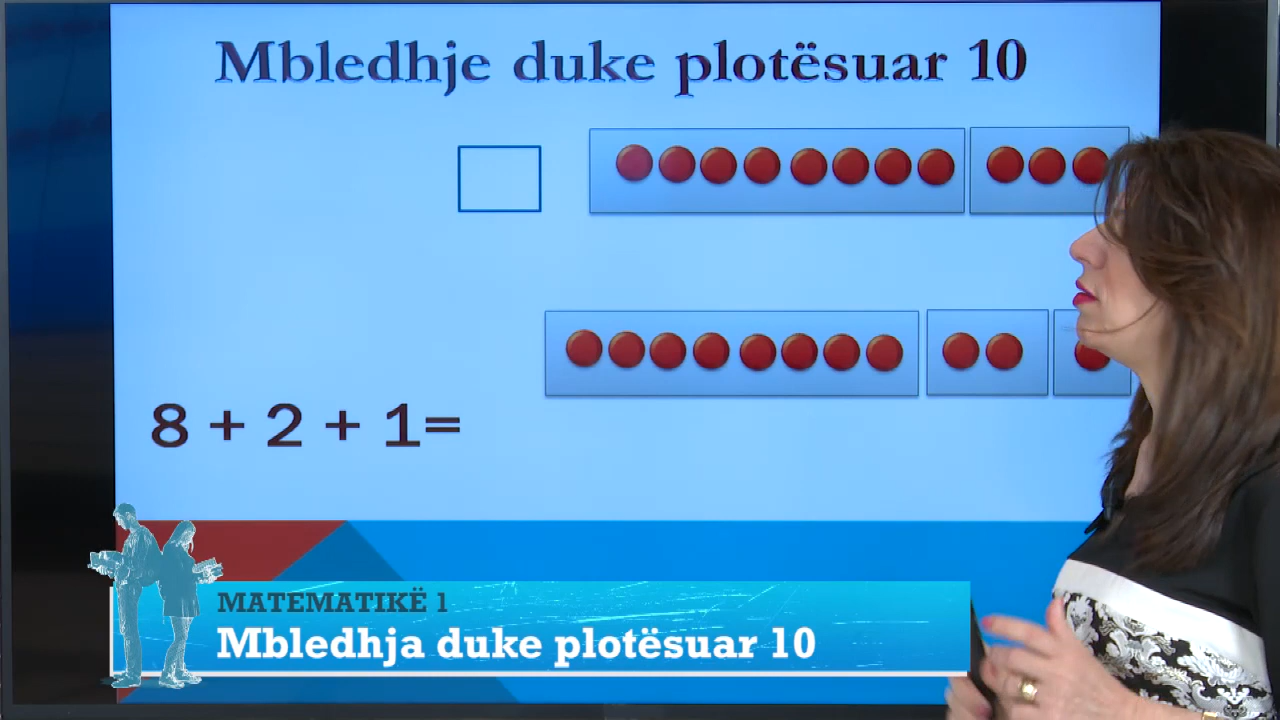 Mbledhje duke plotësuar 10
8 + 2 + 1=
MATEMATIKË 1
Mbledhja duke plotësuar 10